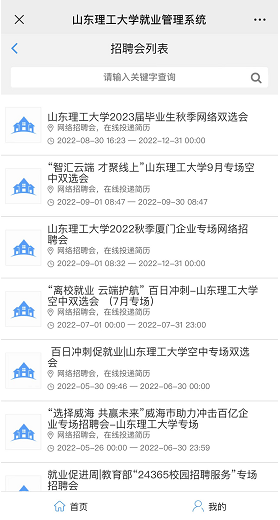 山东理工大学就业管理系统
招聘会列表
请输入关键字查询
山东理工大学2023届毕业生秋季网络双选会
网络招聘会，在线投递简历
2022-08-30 16:23 — 2022-12-31 00:00
“智汇云端 才聚线上”山东理工大学9月专场空
中双选会
网络招聘会，在线投递简历
2022-09-01 08:47 — 2022-09-30 08:47
山东理工大学2022秋季厦门企业专场网络招
聘会
网络招聘会，在线投递简历
2022-09-01 08:32 — 2022-12-31 00:00
“离校就业 云端护航” 百日冲刺-山东理工大学
空中双选会 （7月专场）
网络招聘会，在线投递简历
2022-07-01 00:00 — 2022-07-31 23:00
百日冲刺促就业|山东理工大学空中专场双选
会
网络招聘会，在线投递简历
2022-05-30 09:46 — 2022-06-30 00:00
“选择威海 共赢未来”威海市助力冲击百亿企
业专场招聘会-山东理工大学专场
网络招聘会，在线投递简历
2022-05-26 00:00 — 2022-06-30 23:59
就业促进周|教育部“24365校园招聘服务”专场
招聘会
首页
我的